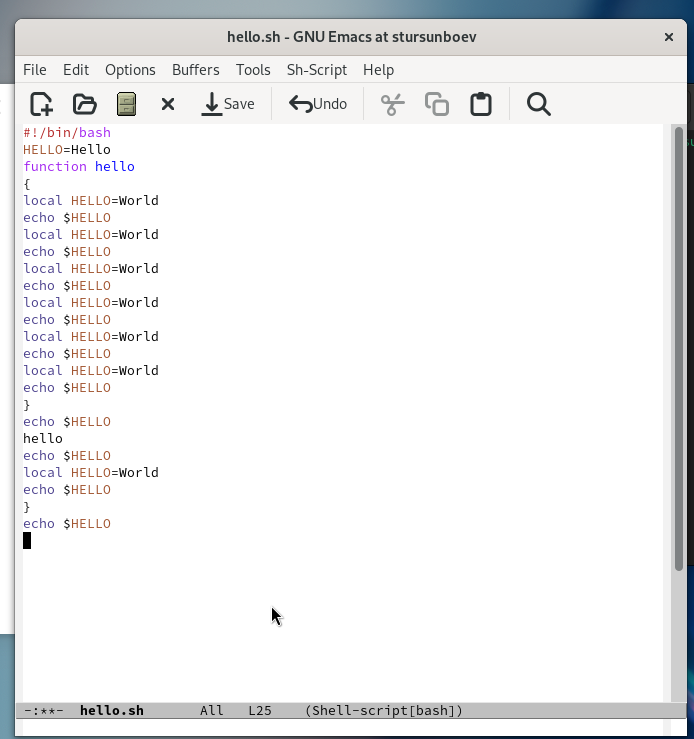 hello.sh - GNU Emacs at stursunboev
File Edit Options Buffers Tools Sh-Script Help
Save Undo
#!/bin/bash
HELLO=Hello
function hello
{
local HELLO=World
echo $HELLO
local HELLO=World
echo $HELLO
local HELLO=World
echo $HELLO
local HELLO=World
echo $HELLO
local HELLO=World
echo $HELLO
local HELLO=World
echo $HELLO
}
echo $HELLO
hello
echo $HELLO
local HELLO=World
echo $HELLO
}
echo $HELLO
-:**- hello.sh All L25 (Shell-script[bash])